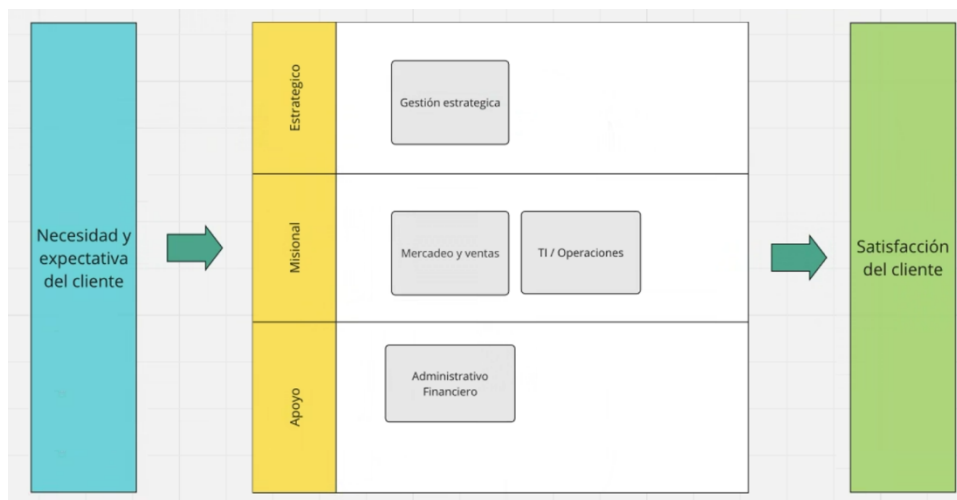 Necesidad y
expectativa
del cliente
Estrategico
Gestión estrategica
Misional
Mercadeo y ventas
TI / Operaciones
Apoyo
Administrativo
Financiero
Satisfacción
del cliente